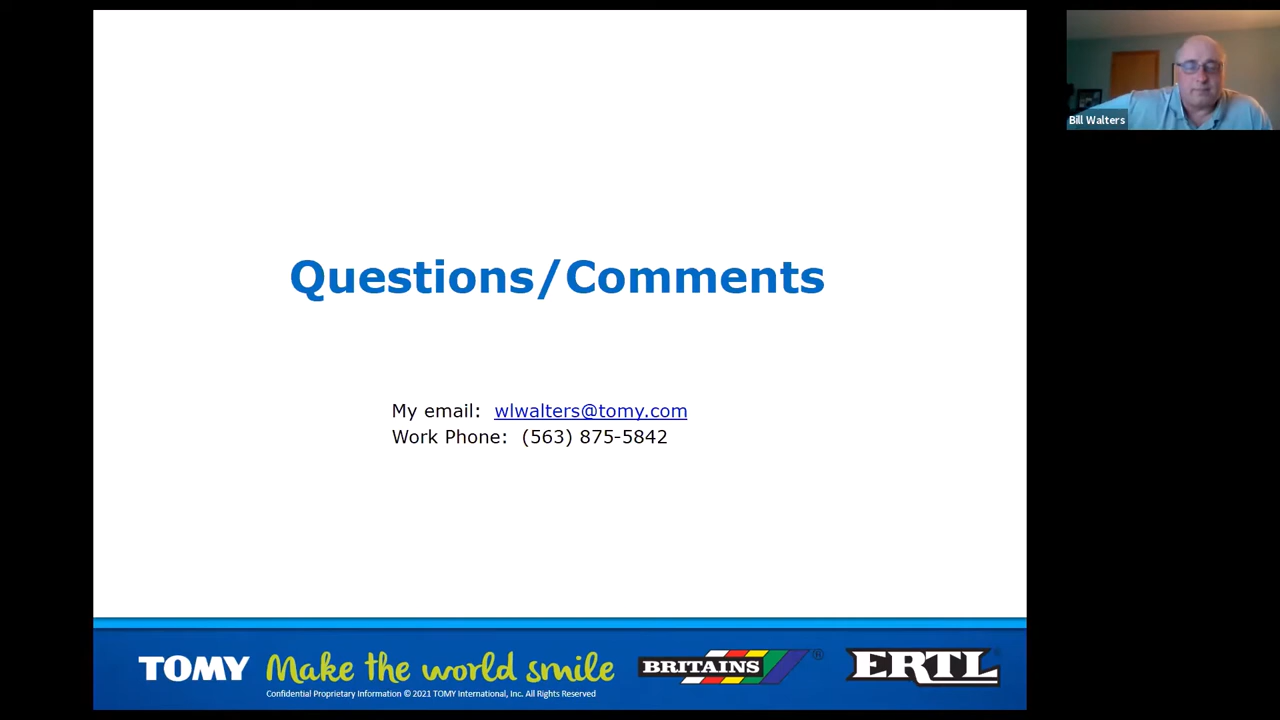 Questions/Comments
My email: wlwalters@tomy.com
Work Phone: (563) 875-5842
TOMY Make the world smile BRITAINS ® ERTL
Confidential Proprietary Information © 2021 TOMY International, Inc. All Rights Reserved
Bill Walters